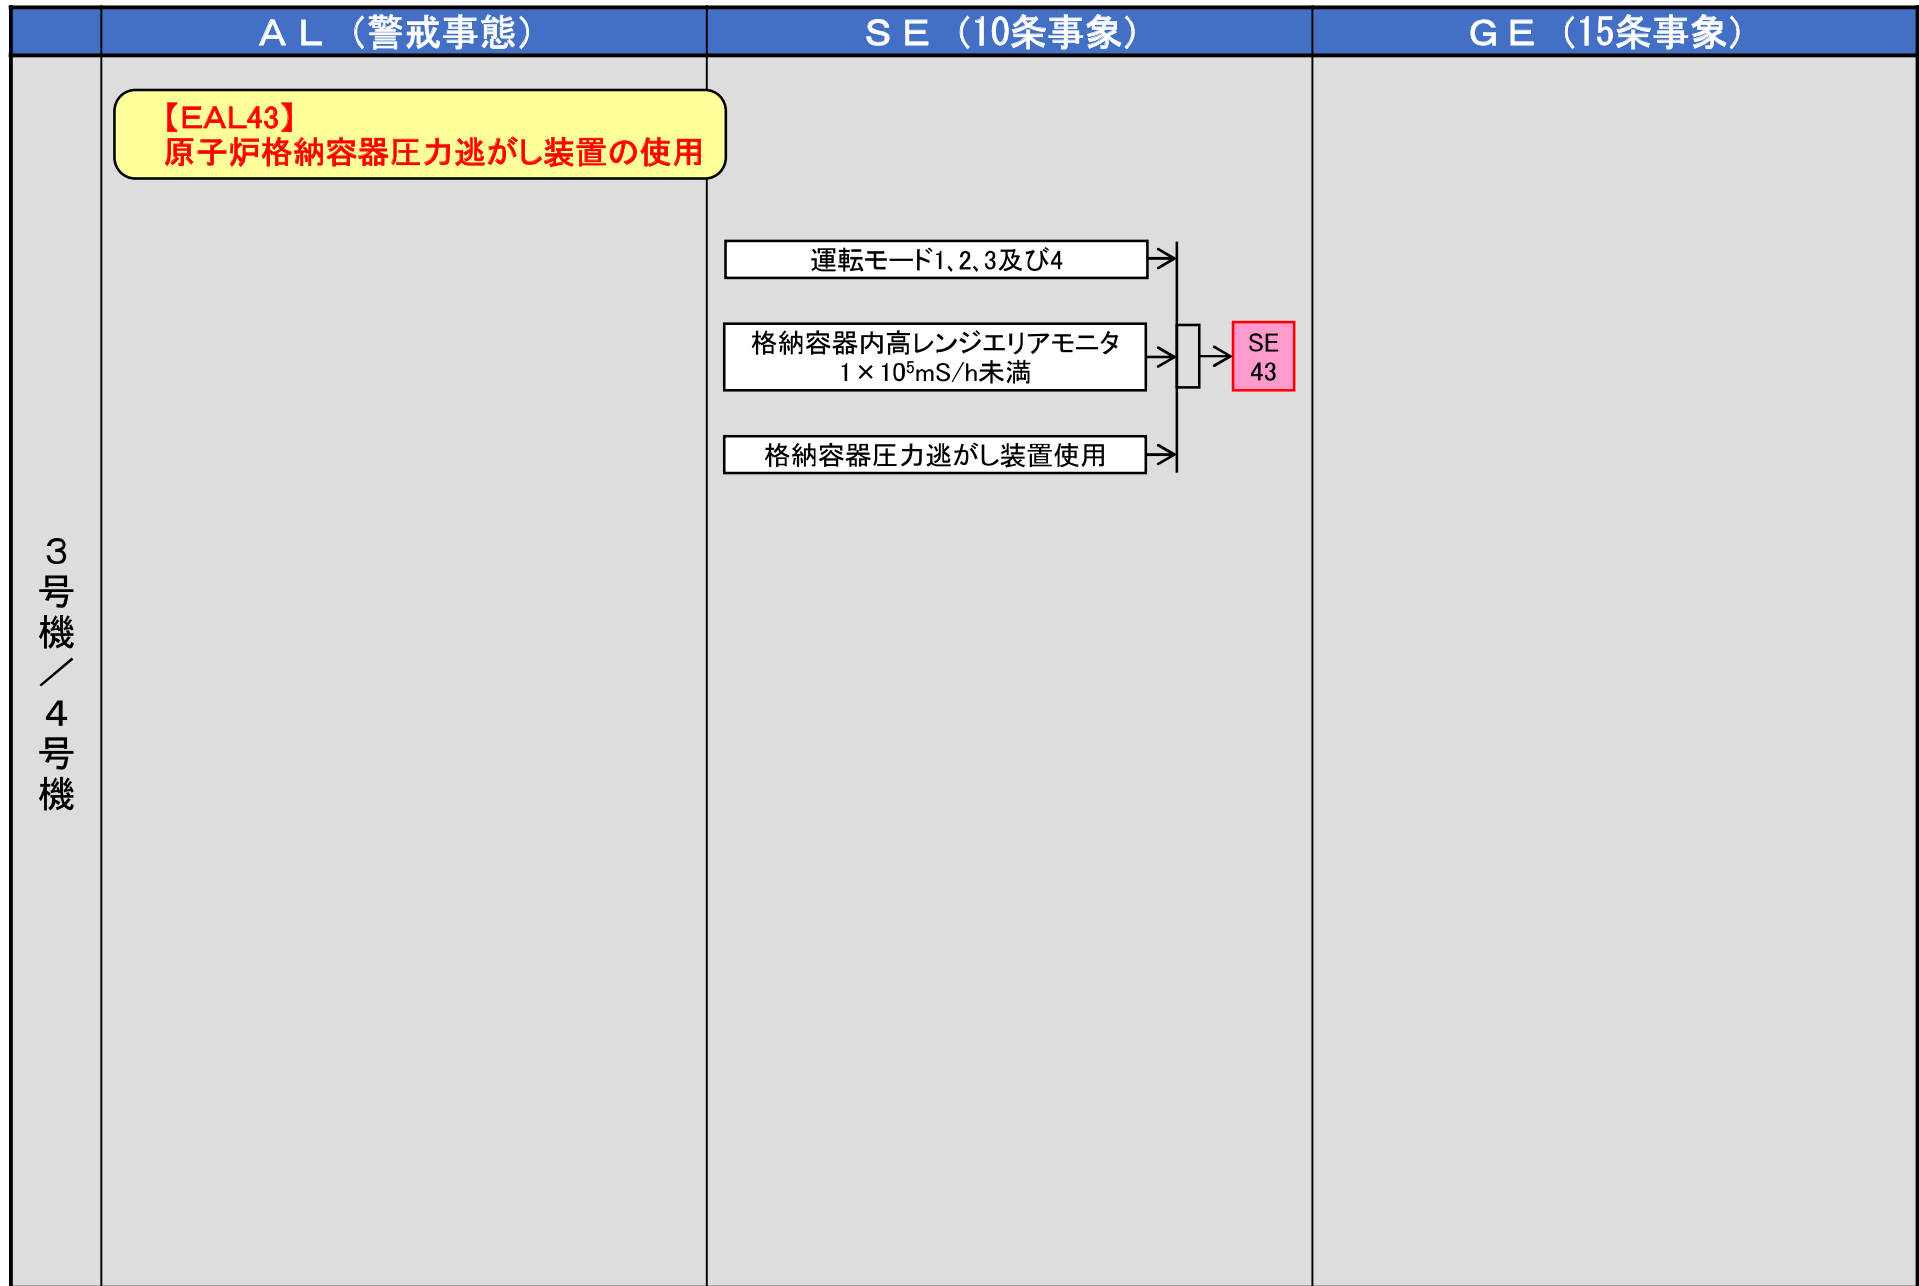 ＡＬ（警戒事態）
ＳＥ（10条事象）
ＧＥ（15条事象）
【EAL43】
原子炉格納容器圧力逃がし装置の使用
運転モード1、2、3及び4
格納容器内高レンジエリアモニタ
1×10⁵mS/h未満
SE
43
格納容器圧力逃がし装置使用
３号機／４号機